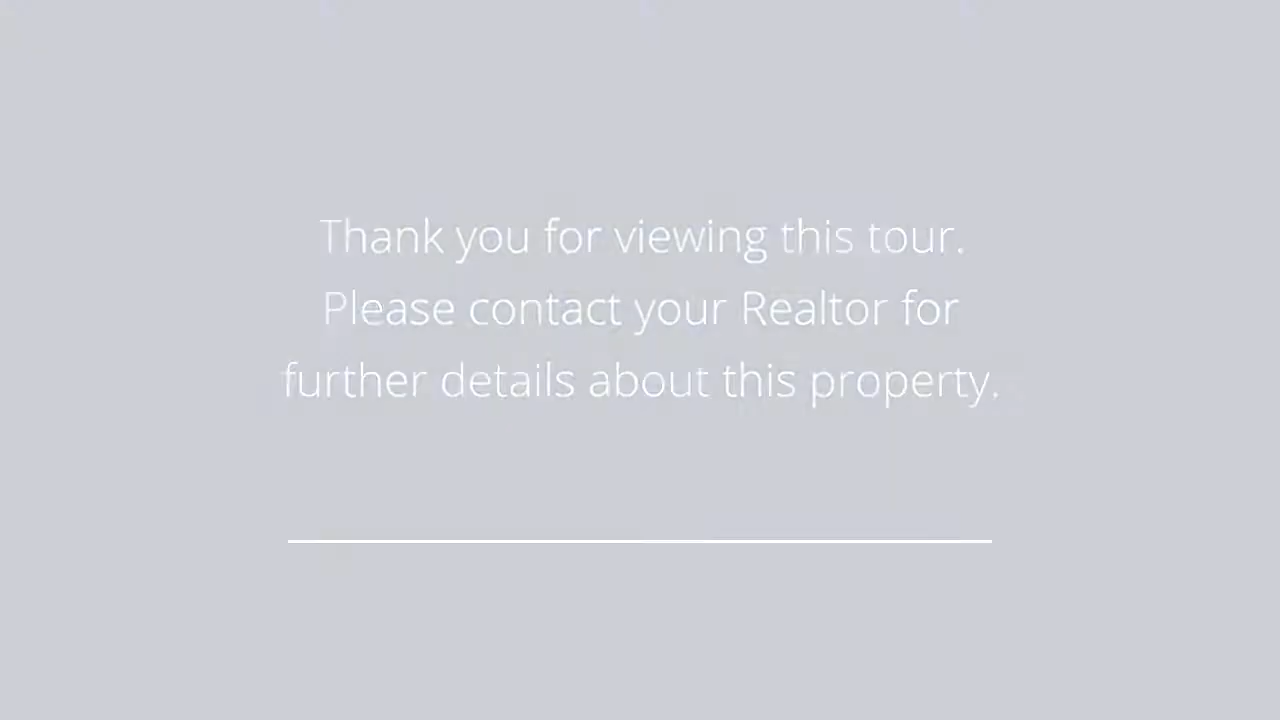 Thank you for viewing this tour.
Please contact your Realtor for
further details about this property.